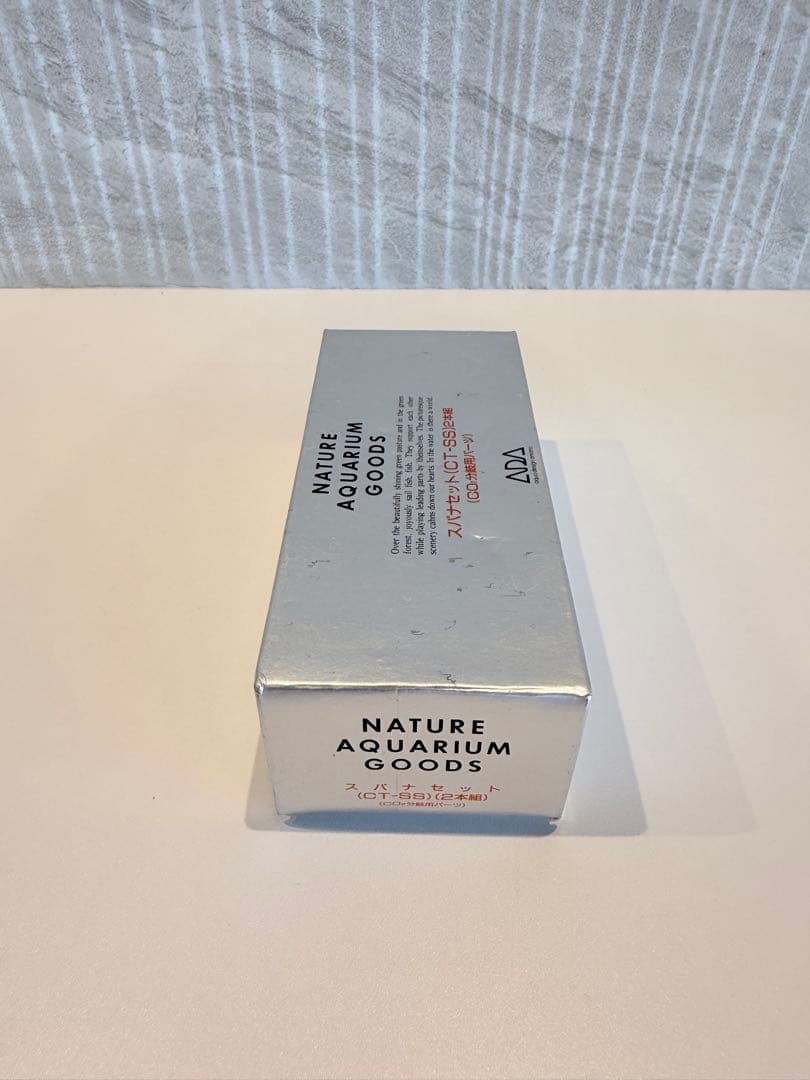 NATURE
AQUARIUM
GOODS
Over the beautifully shining green pasture and in the green
forest, joyously sail fish, fish. They support each other
while playing leading parts by themselves. The picturesque
scenery calms down our hearts. In the water is there a world.
スパナセット(CT-SS)2本組
(CO₂分岐用パーツ)
ADA
NATURE
AQUARIUM
GOODS
スパナセット
(CT-SS)(2本組)
(CO₂分岐用パーツ)